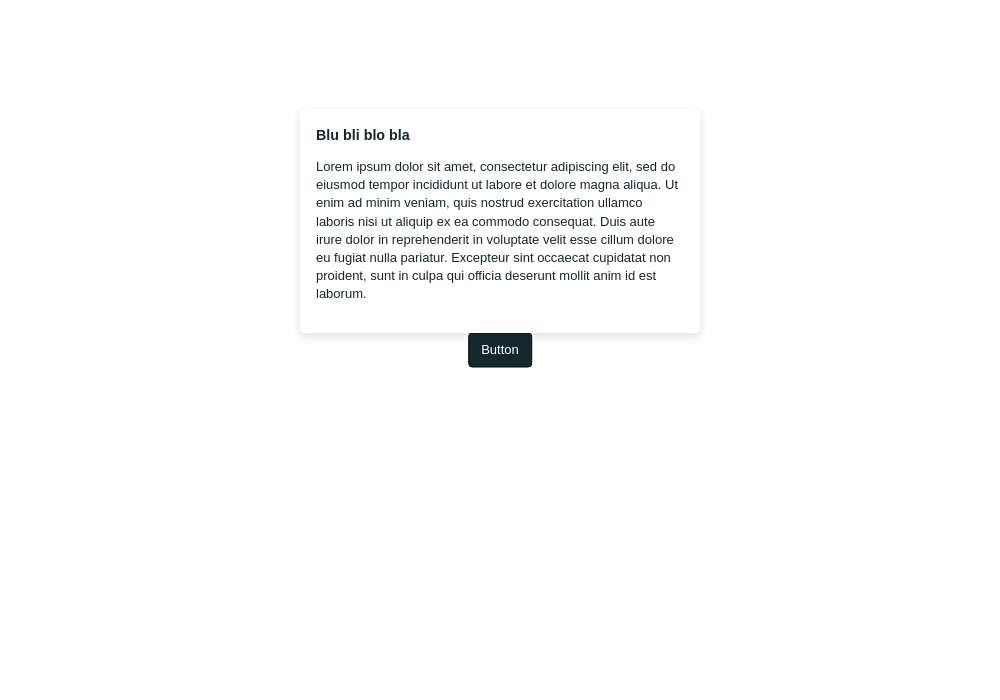 Blu bli blo bla
Lorem ipsum dolor sit amet, consectetur adipiscing elit, sed do
eiusmod tempor incididunt ut labore et dolore magna aliqua. Ut
enim ad minim veniam, quis nostrud exercitation ullamco
laboris nisi ut aliquip ex ea commodo consequat. Duis aute
irure dolor in reprehenderit in voluptate velit esse cillum dolore
eu fugiat nulla pariatur. Excepteur sint occaecat cupidatat non
proident, sunt in culpa qui officia deserunt mollit anim id est
laborum.
Button